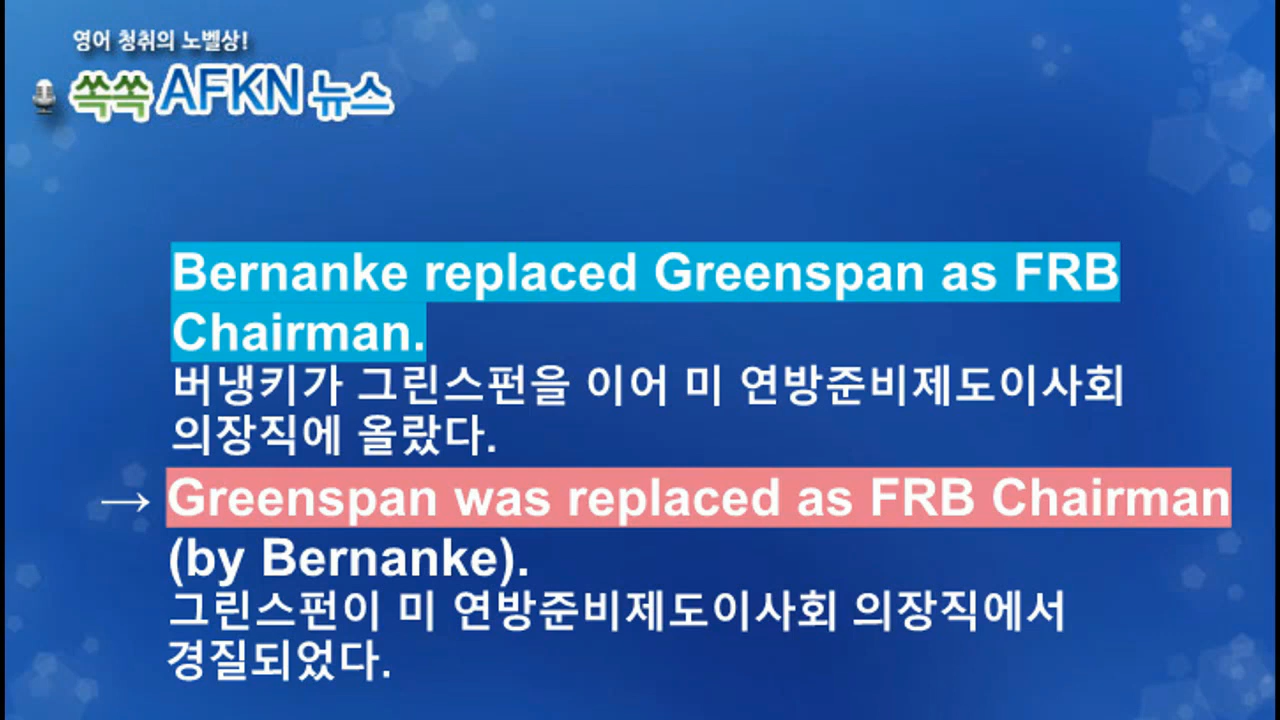 영어 청취의 노벨상!
쏙쏙 AFKN 뉴스
Bernanke replaced Greenspan as FRB
Chairman.
버냉키가 그린스펀을 이어 미 연방준비제도이사회
의장직에 올랐다.
→ Greenspan was replaced as FRB Chairman
(by Bernanke).
그린스펀이 미 연방준비제도이사회 의장직에서
경질되었다.